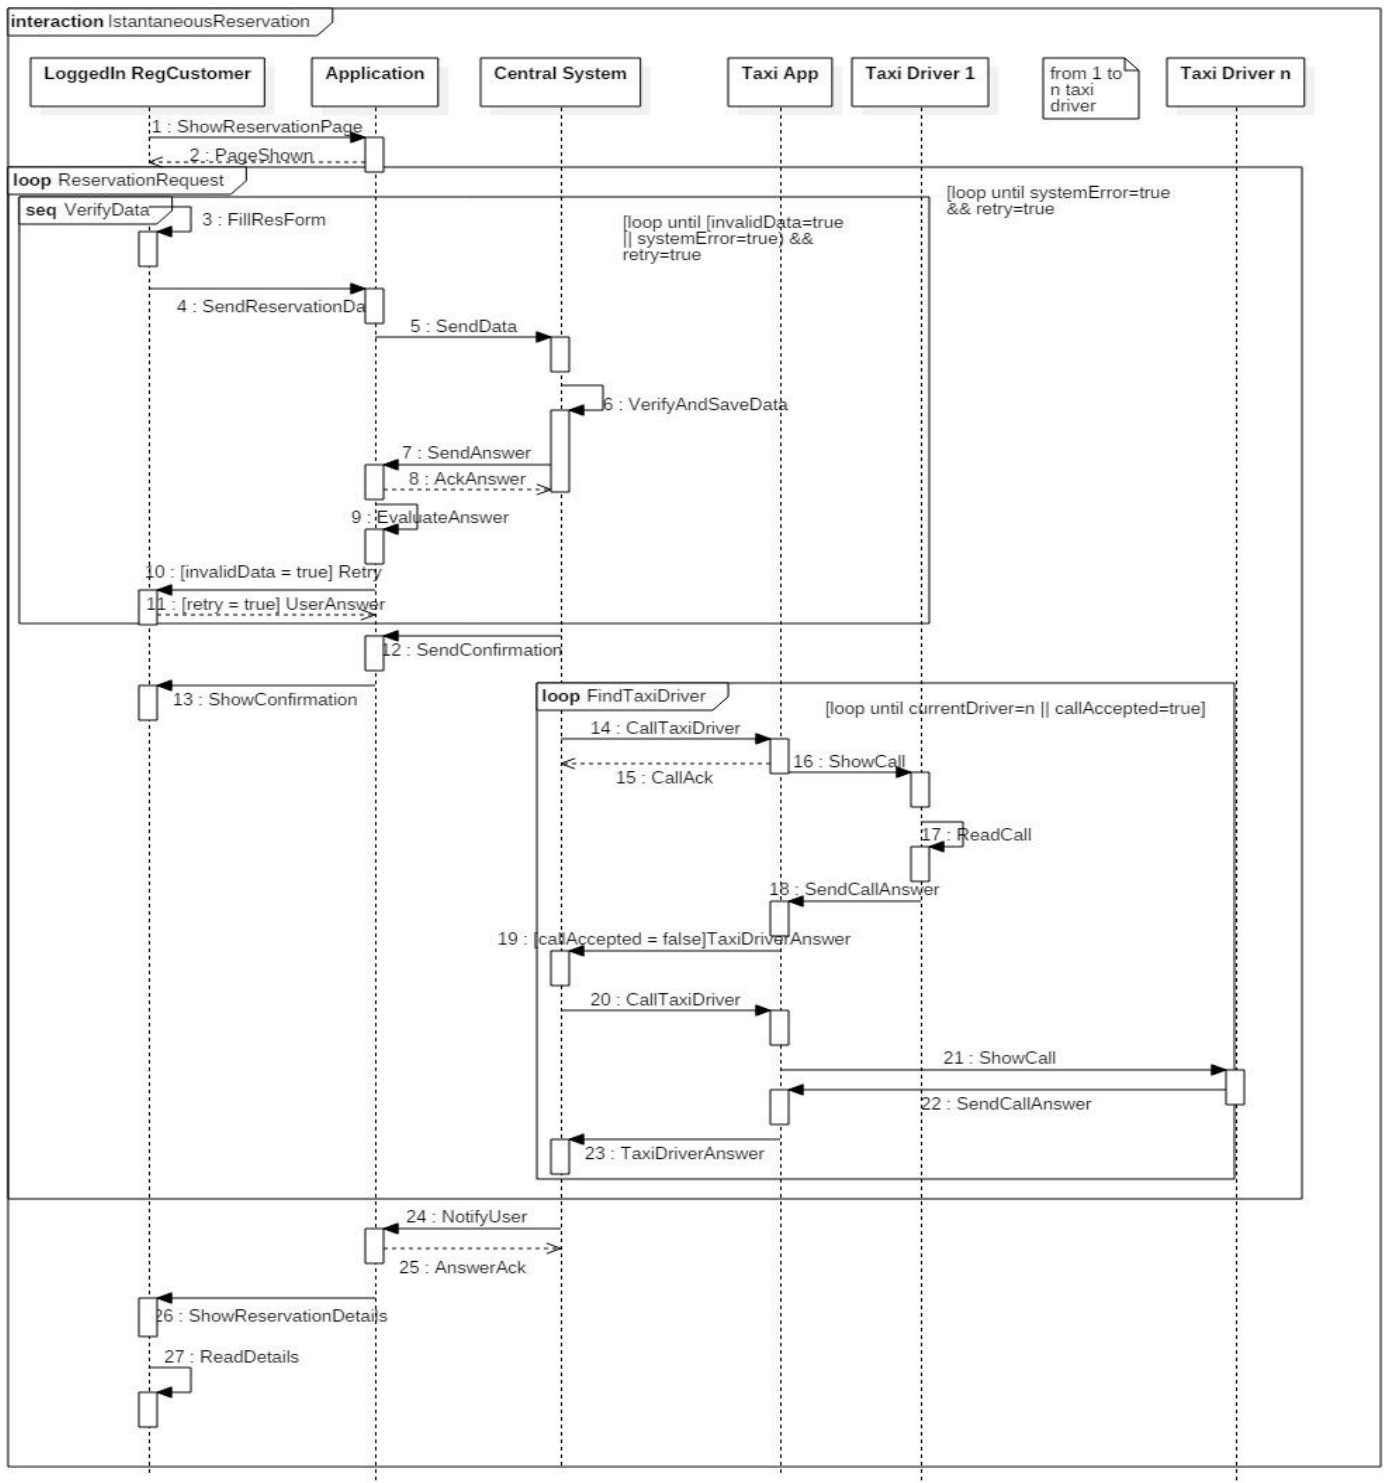 interaction IstantaneousReservation
LoggedIn RegCustomer
Application
Central System
Taxi App
Taxi Driver 1
from 1 to
n taxi
driver
Taxi Driver n
1 : ShowReservationPage
2 : PageShown
loop ReservationRequest
[loop until systemError=true
&& retry=true
seq VerifyData
3 : FillResForm
[loop until [invalidData=true
|| systemError=true) &&
retry=true
4 : SendReservationDa
5 : SendData
6 : VerifyAndSaveData
7 : SendAnswer
8 : AckAnswer
9 : EvaluateAnswer
10 : [invalidData = true] Retry
11 : [retry = true] UserAnswer
12 : SendConfirmation
13 : ShowConfirmation
loop FindTaxiDriver
[loop until currentDriver=n || callAccepted=true]
14 : CallTaxiDriver
15 : CallAck
16 : ShowCall
17 : ReadCall
18 : SendCallAnswer
19 : [callAccepted = false]TaxiDriverAnswer
20 : CallTaxiDriver
21 : ShowCall
22 : SendCallAnswer
23 : TaxiDriverAnswer
24 : NotifyUser
25 : AnswerAck
26 : ShowReservationDetails
27 : ReadDetails